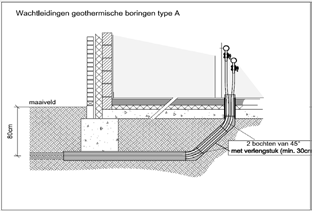 Wachtleidingen geothermische boringen type A
maaiveld
80cm
2 bochten van 45°
met verlengstuk (min. 30cm